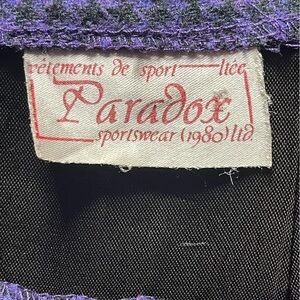 vêtements de sport ltée
Paradox
sportswear (1980) ltd.